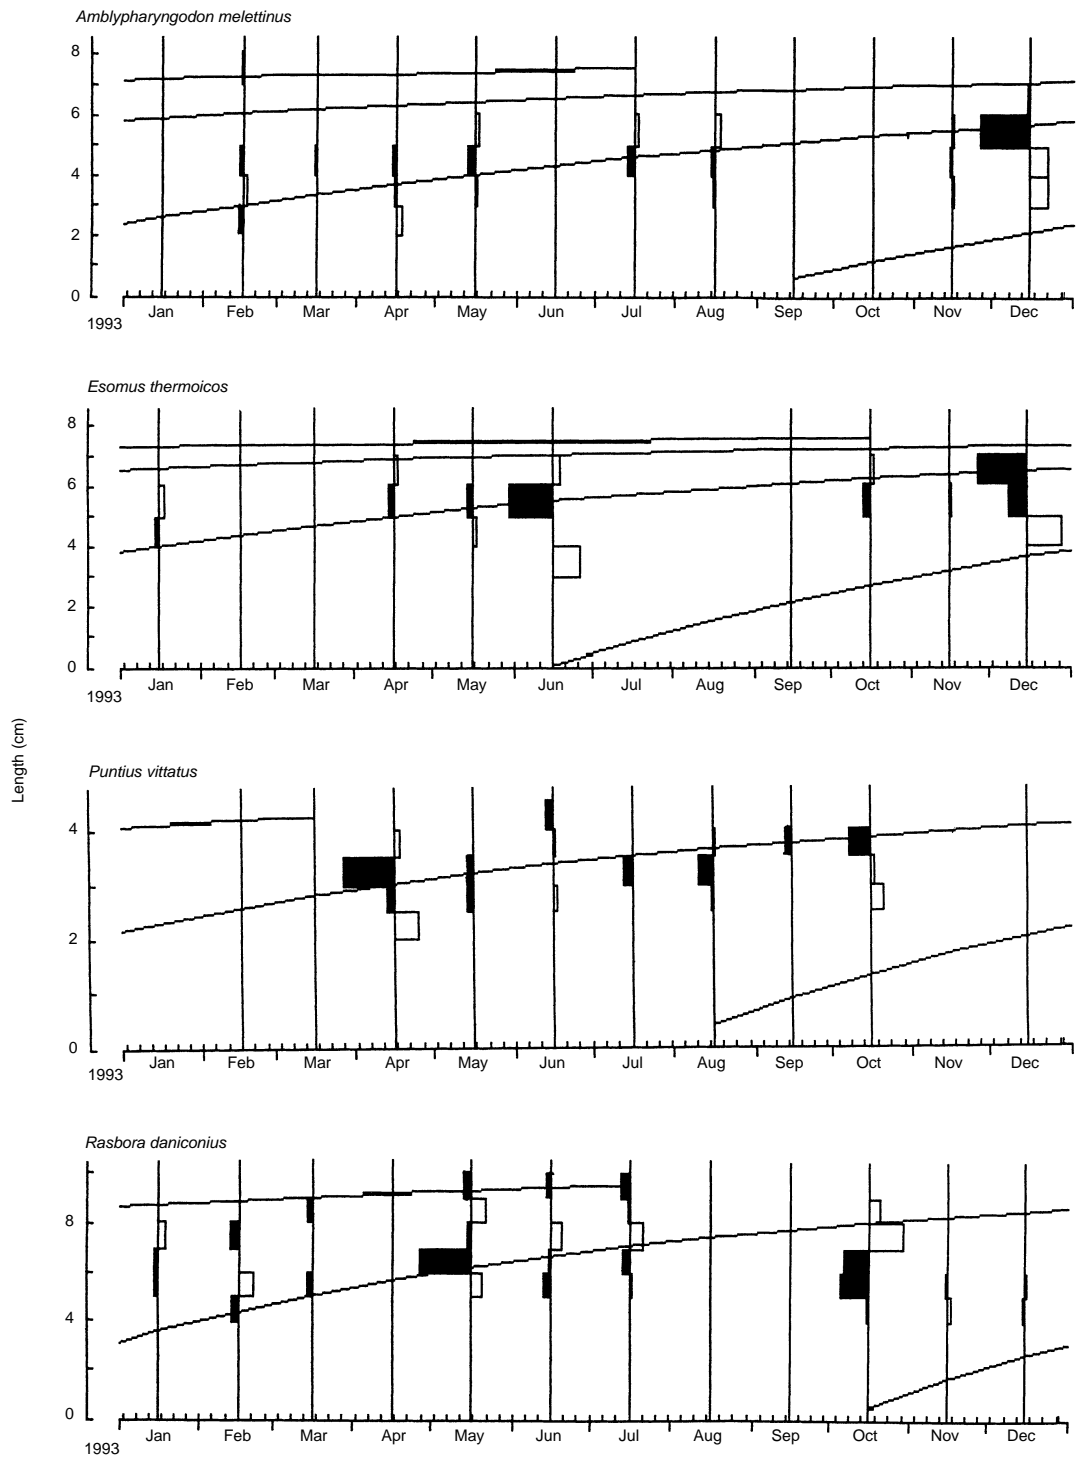 Amblypharyngodon melettinus
8
6
4
2
0
Jan Feb Mar Apr May Jun Jul Aug Sep Oct Nov Dec
1993
Esomus thermoicos
8
6
4
2
0
Jan Feb Mar Apr May Jun Jul Aug Sep Oct Nov Dec
1993
Length (cm)
Puntius vittatus
4
2
0
Jan Feb Mar Apr May Jun Jul Aug Sep Oct Nov Dec
1993
Rasbora daniconius
8
4
0
Jan Feb Mar Apr May Jun Jul Aug Sep Oct Nov Dec
1993